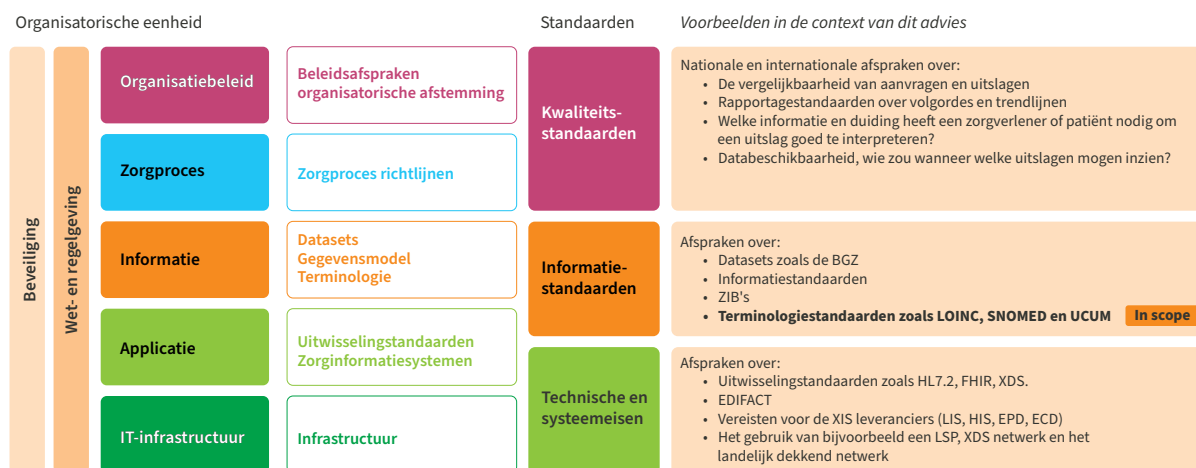 Organisatorische eenheid
Standaarden
Voorbeelden in de context van dit advies
Beveiliging
Wet- en regelgeving
Organisatiebeleid
Beleidsafspraken
organisatorische afstemming
Zorgproces
Zorgproces richtlijnen
Informatie
Datasets
Gegevensmodel
Terminologie
Applicatie
Uitwisselingstandaarden
Zorginformatiesystemen
IT-infrastructuur
Infrastructuur
Kwaliteits-
standaarden
Informatie-
standaarden
Technische en
systeemeisen
Nationale en internationale afspraken over:
• De vergelijkbaarheid van aanvragen en uitslagen
• Rapportagestandaarden over volgordes en trendlijnen
• Welke informatie en duiding heeft een zorgverlener of patiënt nodig om
een uitslag goed te interpreteren?
• Databeschikbaarheid, wie zou wanneer welke uitslagen mogen inzien?
Afspraken over:
• Datasets zoals de BGZ
• Informatiestandaarden
• ZIB's
• Terminologiestandaarden zoals LOINC, SNOMED en UCUM
In scope
Afspraken over:
• Uitwisselingstandaarden zoals HL7.2, FHIR, XDS.
• EDIFACT
• Vereisten voor de XIS leveranciers (LIS, HIS, EPD, ECD)
• Het gebruik van bijvoorbeeld een LSP, XDS netwerk en het
landelijk dekkend netwerk